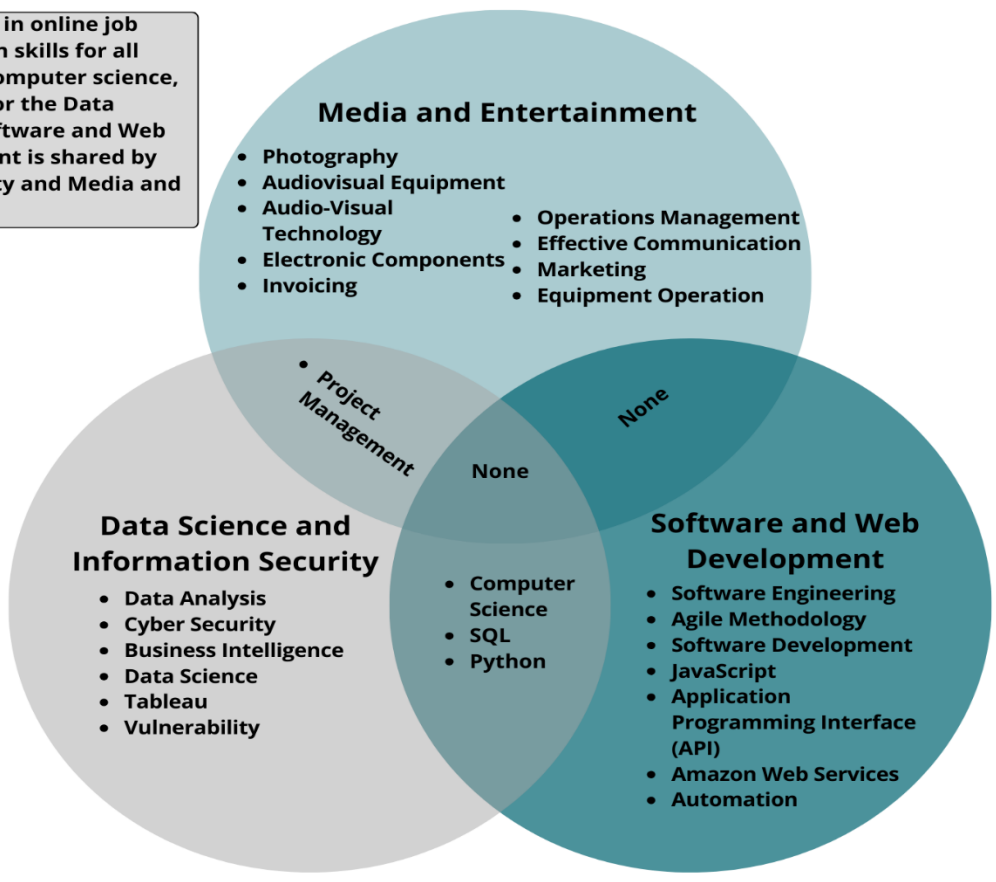 in online job
skills for all
omputer science,
or the Data
ftware and Web
nt is shared by
ty and Media and
Media and Entertainment
• Photography
• Audiovisual Equipment
• Audio-Visual
Technology
• Electronic Components
• Invoicing
• Operations Management
• Effective Communication
• Marketing
• Equipment Operation
• Project
Management
None
None
Data Science and
Information Security
• Data Analysis
• Cyber Security
• Business Intelligence
• Data Science
• Tableau
• Vulnerability
• Computer
Science
• SQL
• Python
Software and Web
Development
• Software Engineering
• Agile Methodology
• Software Development
• JavaScript
• Application
Programming Interface
(API)
• Amazon Web Services
• Automation